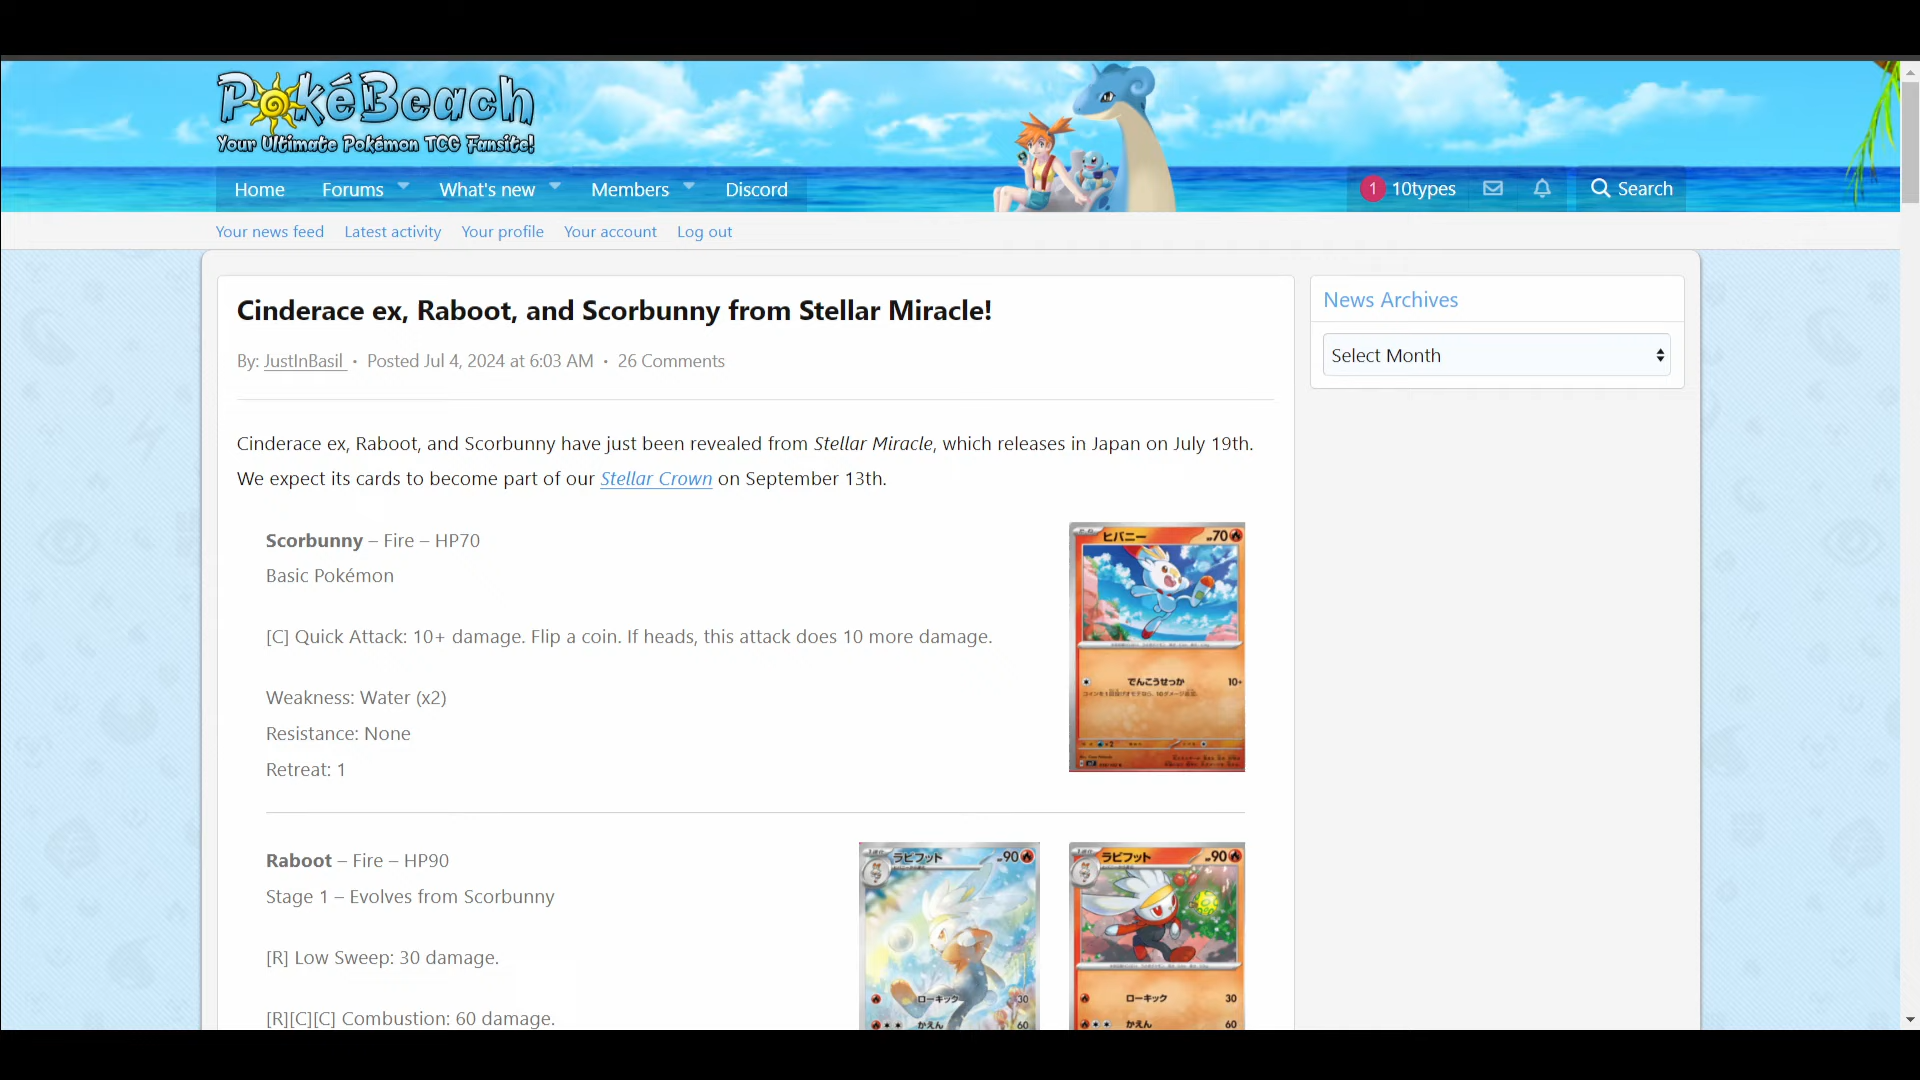 PokéBeach
Your Ultimate Pokémon TCG Fansite!
Home Forums What's new Members Discord 1 10types Search
Your news feed Latest activity Your profile Your account Log out
Cinderace ex, Raboot, and Scorbunny from Stellar Miracle!
News Archives
Select Month
By: JustInBasil · Posted Jul 4, 2024 at 6:03 AM · 26 Comments
Cinderace ex, Raboot, and Scorbunny have just been revealed from Stellar Miracle, which releases in Japan on July 19th.
We expect its cards to become part of our Stellar Crown on September 13th.
Scorbunny – Fire – HP70
Basic Pokémon
[C] Quick Attack: 10+ damage. Flip a coin. If heads, this attack does 10 more damage.
Weakness: Water (x2)
Resistance: None
Retreat: 1
ヒバニー 70
でんこうせっか 10+
Raboot – Fire – HP90
Stage 1 – Evolves from Scorbunny
[R] Low Sweep: 30 damage.
[R][C][C] Combustion: 60 damage.
ラビフット 90
ローキック 30
かえん 60
ラビフット 90
ローキック 30
かえん 60